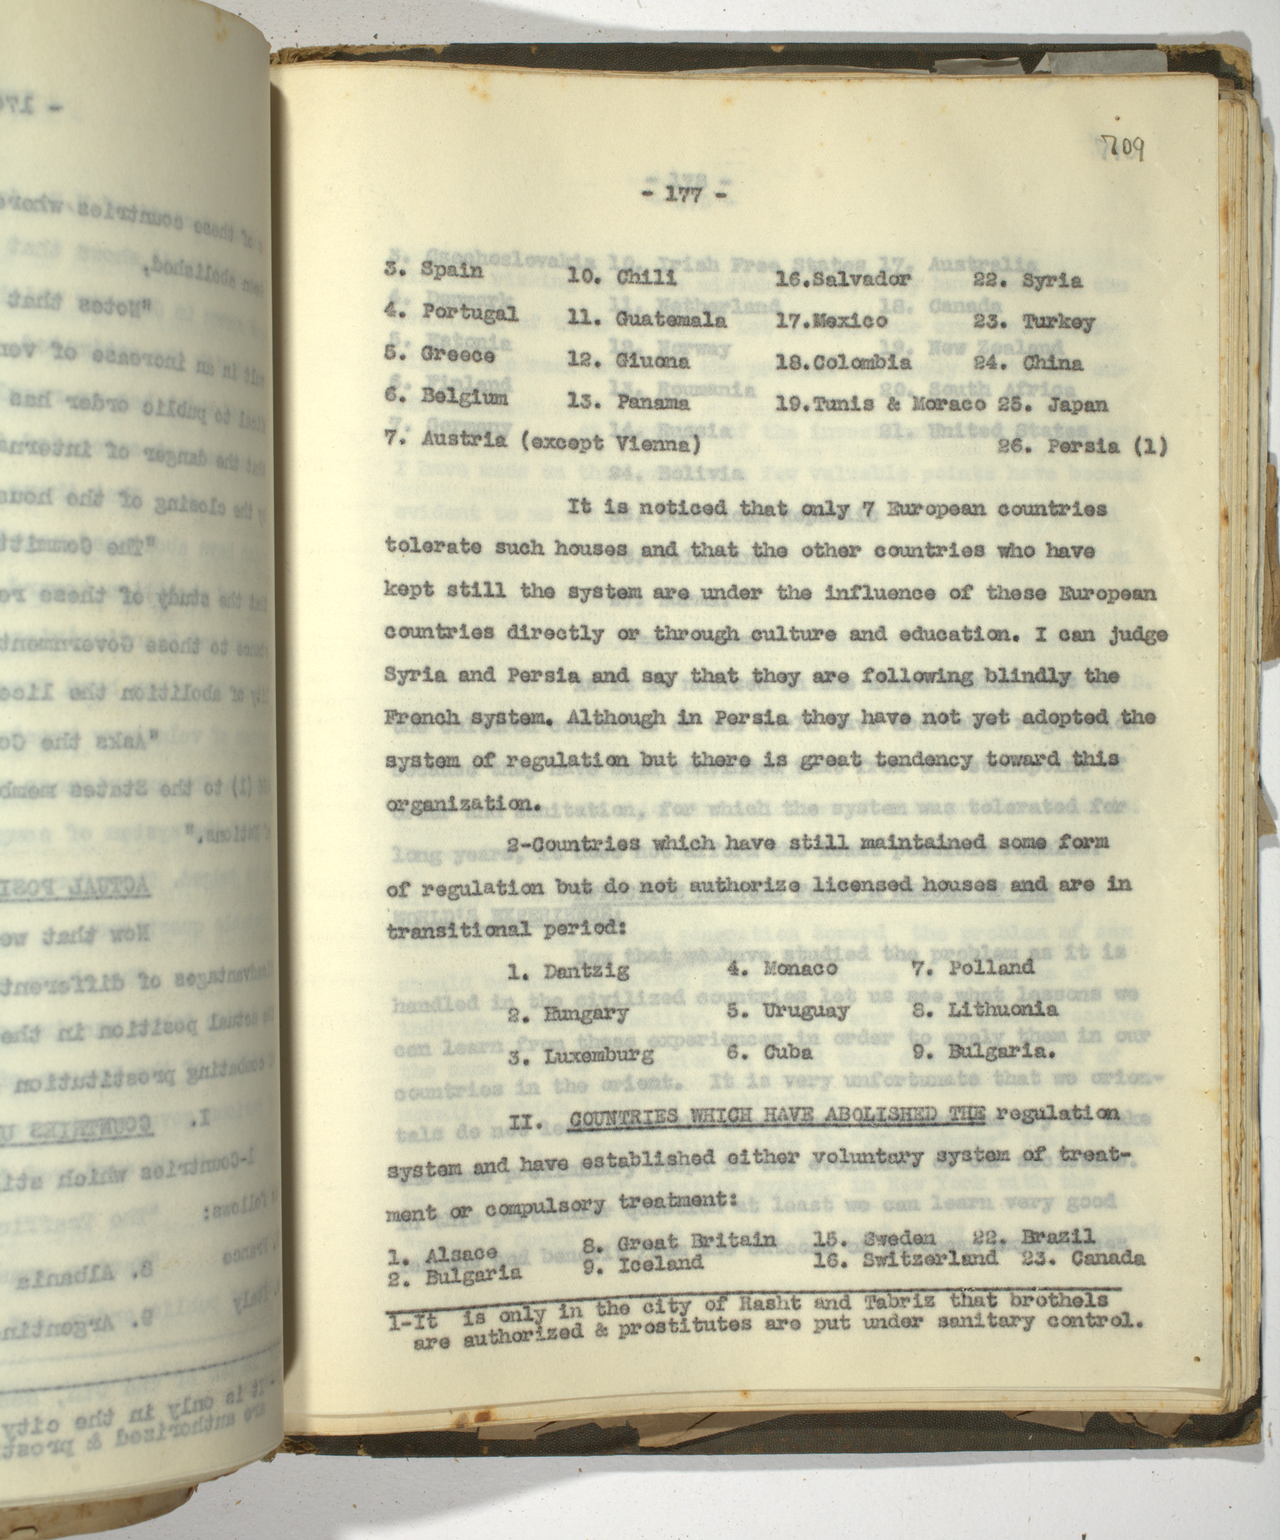 709
- 177 -
3. Spain 10. Chili 16.Salvador 22. Syria
4. Portugal 11. Guatemala 17.Mexico 23. Turkey
5. Greece 12. Giuona 18.Colombia 24. China
6. Belgium 13. Panama 19.Tunis & Moraco 25. Japan
7. Austria (except Vienna) 26. Persia (1)
It is noticed that only 7 European countries
tolerate such houses and that the other countries who have
kept still the system are under the influence of these European
countries directly or through culture and education. I can judge
Syria and Persia and say that they are following blindly the
French system. Although in Persia they have not yet adopted the
system of regulation but there is great tendency toward this
organization.
2-Countries which have still maintained some form
of regulation but do not authorize licensed houses and are in
transitional period:
1. Dantzig 4. Monaco 7. Polland
2. Hungary 5. Uruguay 8. Lithuonia
3. Luxemburg 6. Cuba 9. Bulgaria.
II. COUNTRIES WHICH HAVE ABOLISHED THE regulation
system and have established either voluntary system of treat-
ment or compulsory treatment:
1. Alsace 8. Great Britain 15. Sweden 22. Brazil
2. Bulgaria 9. Iceland 16. Switzerland 23. Canada
1-It is only in the city of Rasht and Tabriz that brothels
are authorized & prostitutes are put under sanitary control.